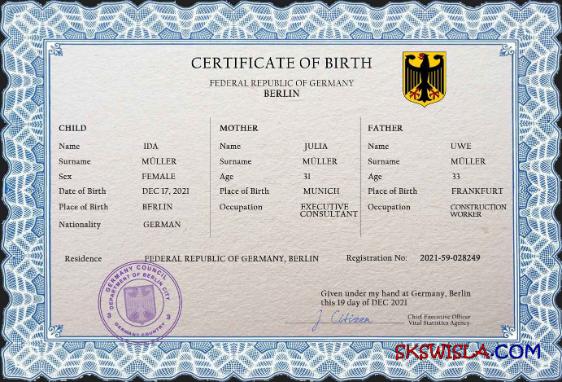 CERTIFICATE OF BIRTH
FEDERAL REPUBLIC OF GERMANY
BERLIN
CHILD
Name IDA
Surname MÜLLER
Sex FEMALE
Date of Birth DEC 17, 2021
Place of Birth BERLIN
Nationality GERMAN
MOTHER
Name JULIA
Surname MÜLLER
Age 31
Place of Birth MUNICH
Occupation EXECUTIVE
CONSULTANT
FATHER
Name UWE
Surname MÜLLER
Age 33
Place of Birth FRANKFURT
Occupation CONSTRUCTION
WORKER
Residence FEDERAL REPUBLIC OF GERMANY, BERLIN
Registration No: 2021-59-028249
GERMANY COUNCIL
DEPARTMENT OF BERLIN CITY
GERMANY COUNTRY
Given under my hand at Germany, Berlin
this 19 day of DEC 2021
J. Citizen
Chief Executive Officer
Vital Statistics Agency
SKSWISLA.COM